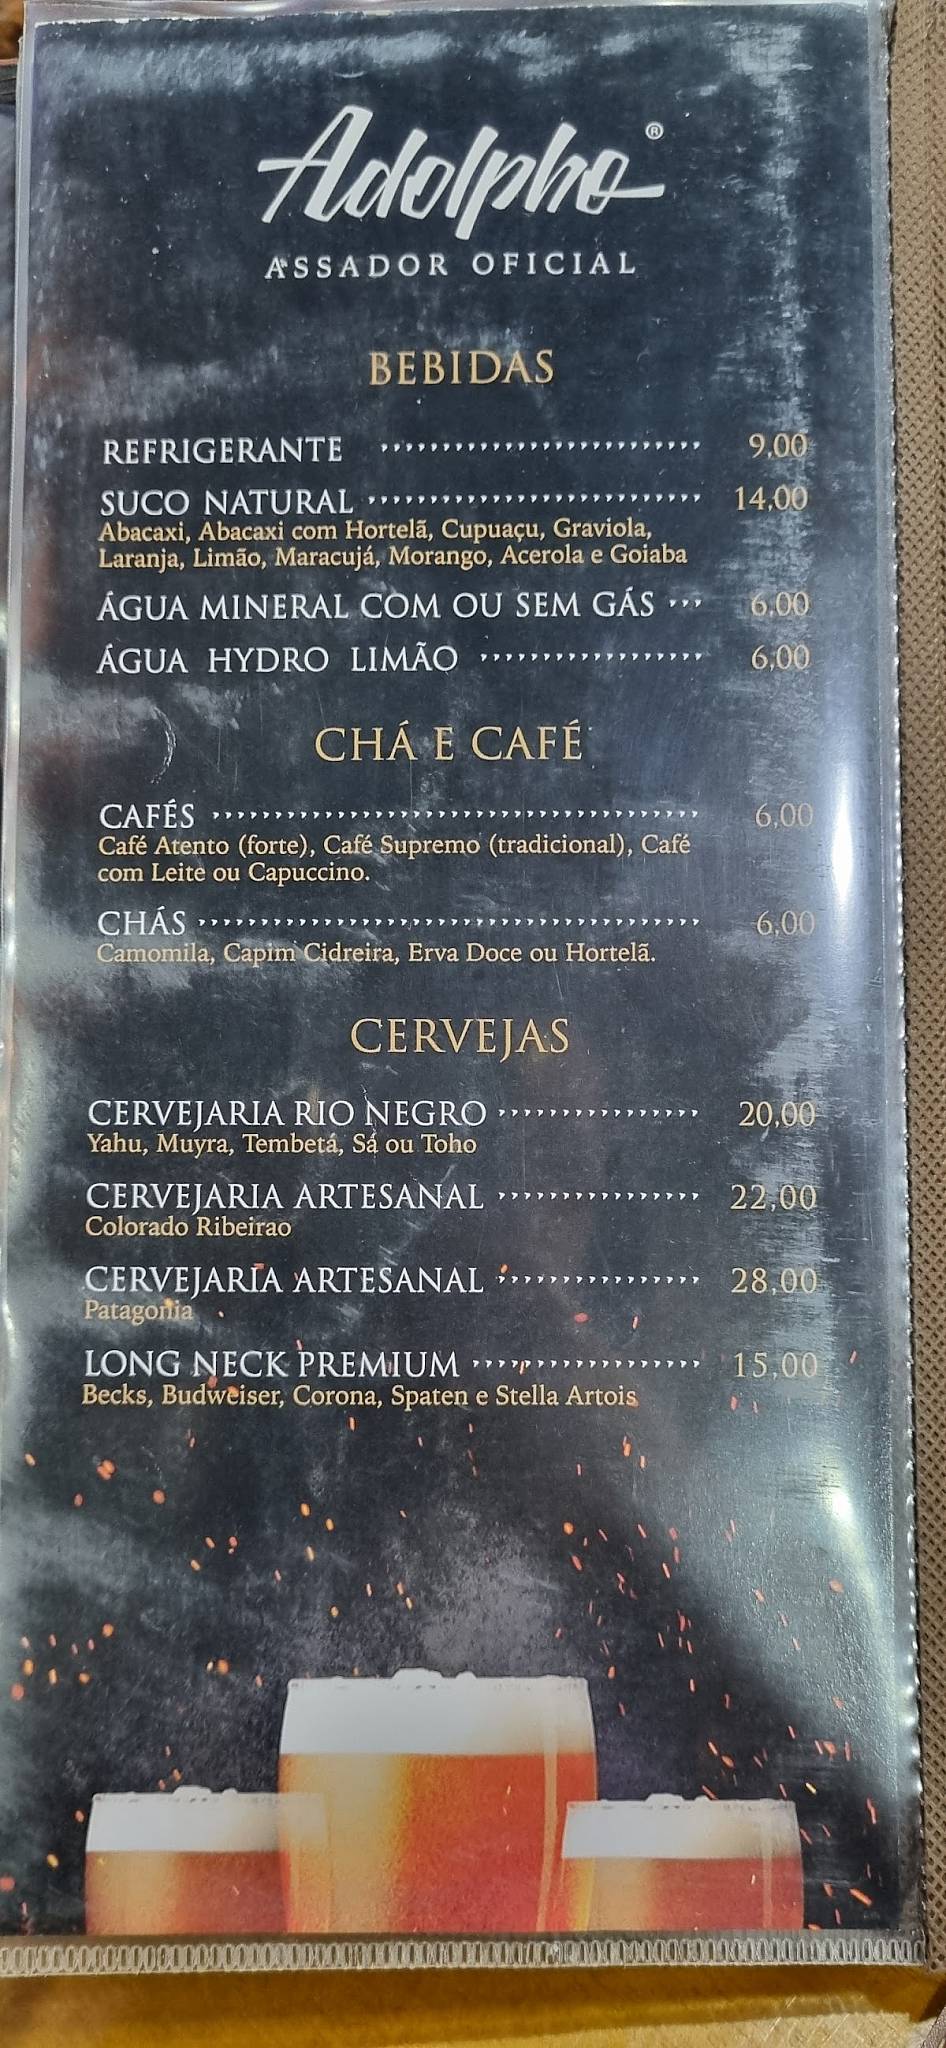 Adolpho®
ASSADOR OFICIAL
BEBIDAS
REFRIGERANTE 9,00
SUCO NATURAL 14,00
Abacaxi, Abacaxi com Hortelã, Cupuaçu, Graviola,
Laranja, Limão, Maracujá, Morango, Acerola e Goiaba
ÁGUA MINERAL COM OU SEM GÁS 6,00
ÁGUA HYDRO LIMÃO 6,00
CHÁ E CAFÉ
CAFÉS 6,00
Café Atento (forte), Café Supremo (tradicional), Café
com Leite ou Capuccino.
CHÁS 6,00
Camomila, Capim Cidreira, Erva Doce ou Hortelã.
CERVEJAS
CERVEJARIA RIO NEGRO 20,00
Yahu, Muyra, Tembetá, Sá ou Toho
CERVEJARIA ARTESANAL 22,00
Colorado Ribeirao
CERVEJARIA ARTESANAL 28,00
Patagonia
LONG NECK PREMIUM 15,00
Becks, Budweiser, Corona, Spaten e Stella Artois